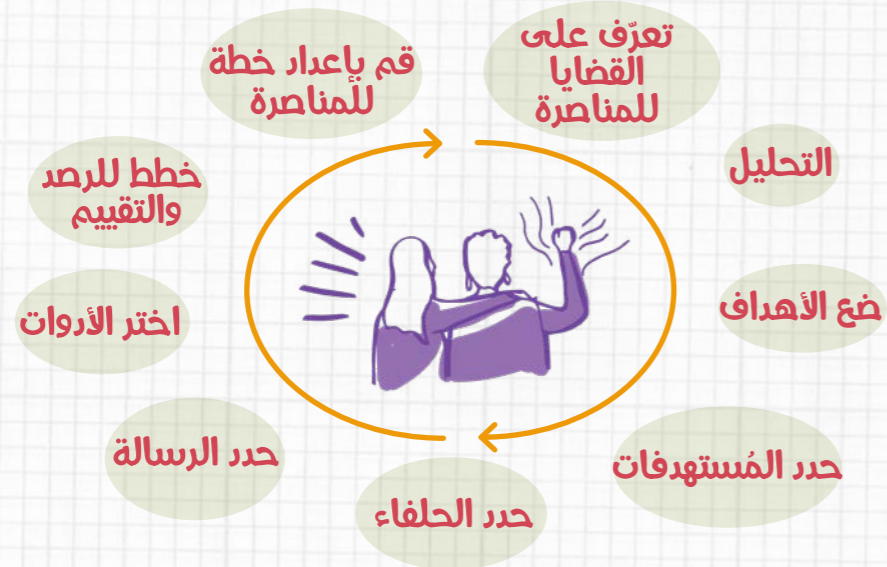 تعرّف على
القضايا
للمناصرة
التحليل
ضع الأهداف
حدد المُستهدفات
حدد الحلفاء
حدد الرسالة
اختر الأدوات
خطط للرصد
والتقييم
قم بإعداد خطة
للمناصرة